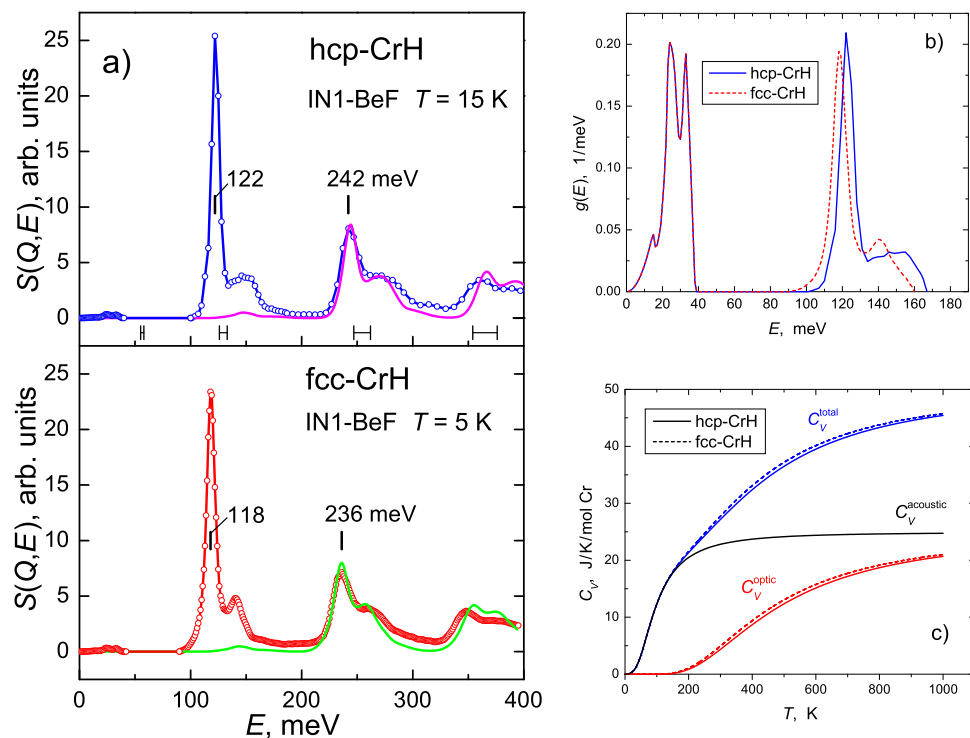 a)
hcp-CrH
IN1-BeF T = 15 K
122
242 meV
S(Q,E), arb. units
25
20
15
10
5
0
fcc-CrH
IN1-BeF T = 5 K
118
236 meV
S(Q,E), arb. units
25
20
15
10
5
0
0 100 200 300 400
E, meV
b)
hcp-CrH
fcc-CrH
g(E), 1/meV
0.20
0.15
0.10
0.05
0.00
0 20 40 60 80 100 120 140 160 180
E, meV
hcp-CrH
fcc-CrH
C_V^total
C_V^acoustic
C_V^optic
c)
C_V, J/K/mol Cr
50
40
30
20
10
0
0 200 400 600 800 1000
T, K